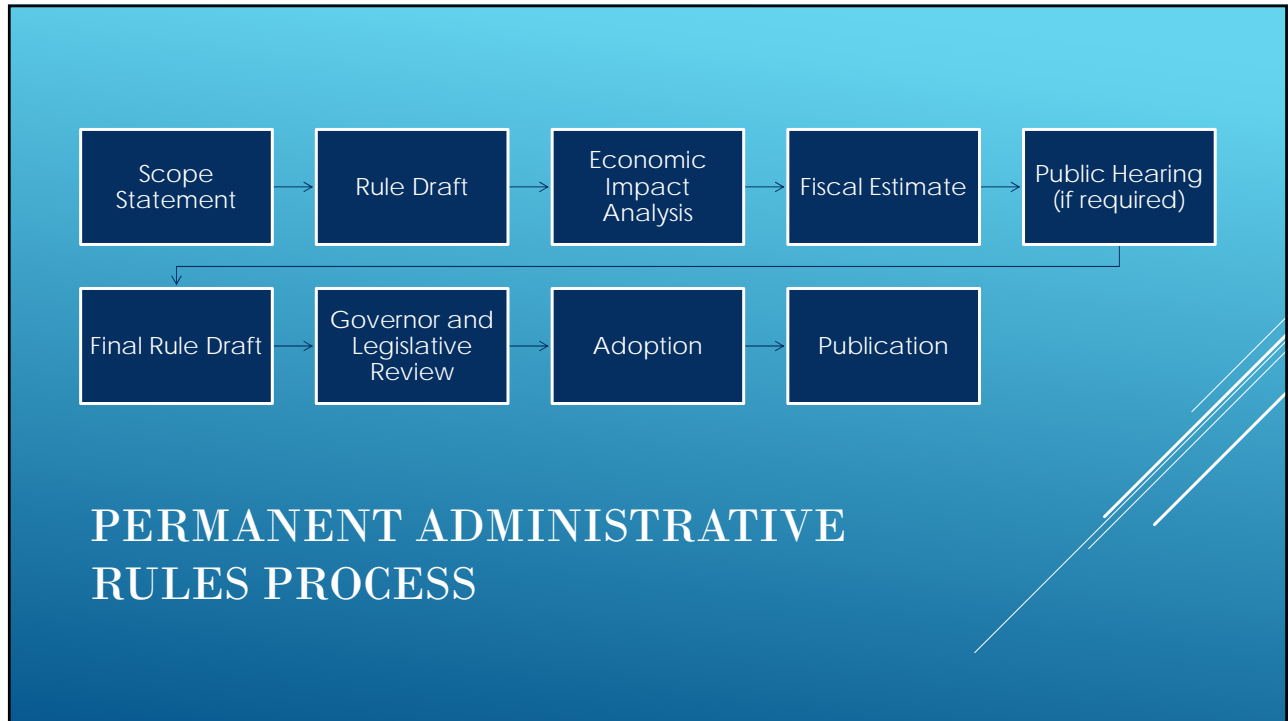 Scope
Statement
Rule Draft
Economic
Impact
Analysis
Fiscal Estimate
Public Hearing
(if required)
Final Rule Draft
Governor and
Legislative
Review
Adoption
Publication
PERMANENT ADMINISTRATIVE
RULES PROCESS